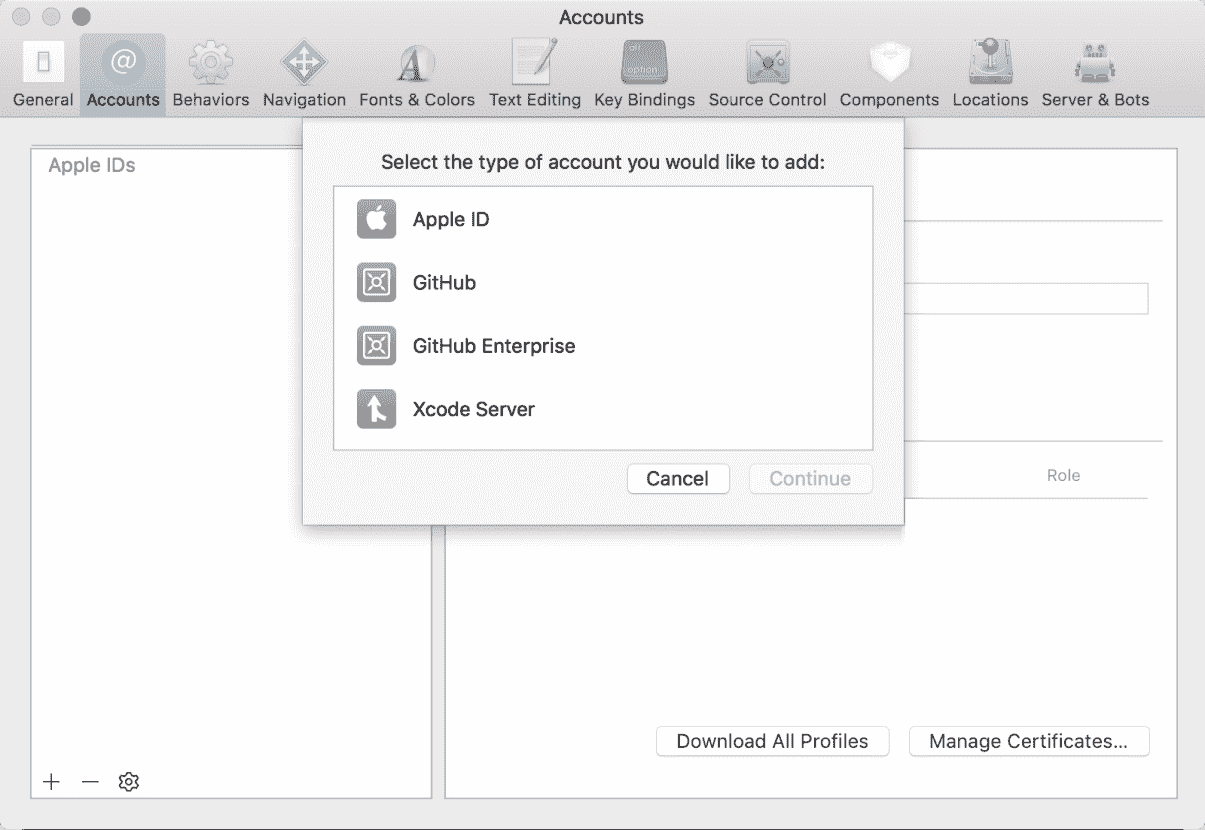 Accounts
General Accounts Behaviors Navigation Fonts & Colors Text Editing Key Bindings Source Control Components Locations Server & Bots
Apple IDs
Select the type of account you would like to add:
Apple ID
GitHub
GitHub Enterprise
Xcode Server
Cancel Continue
Role
Download All Profiles Manage Certificates...